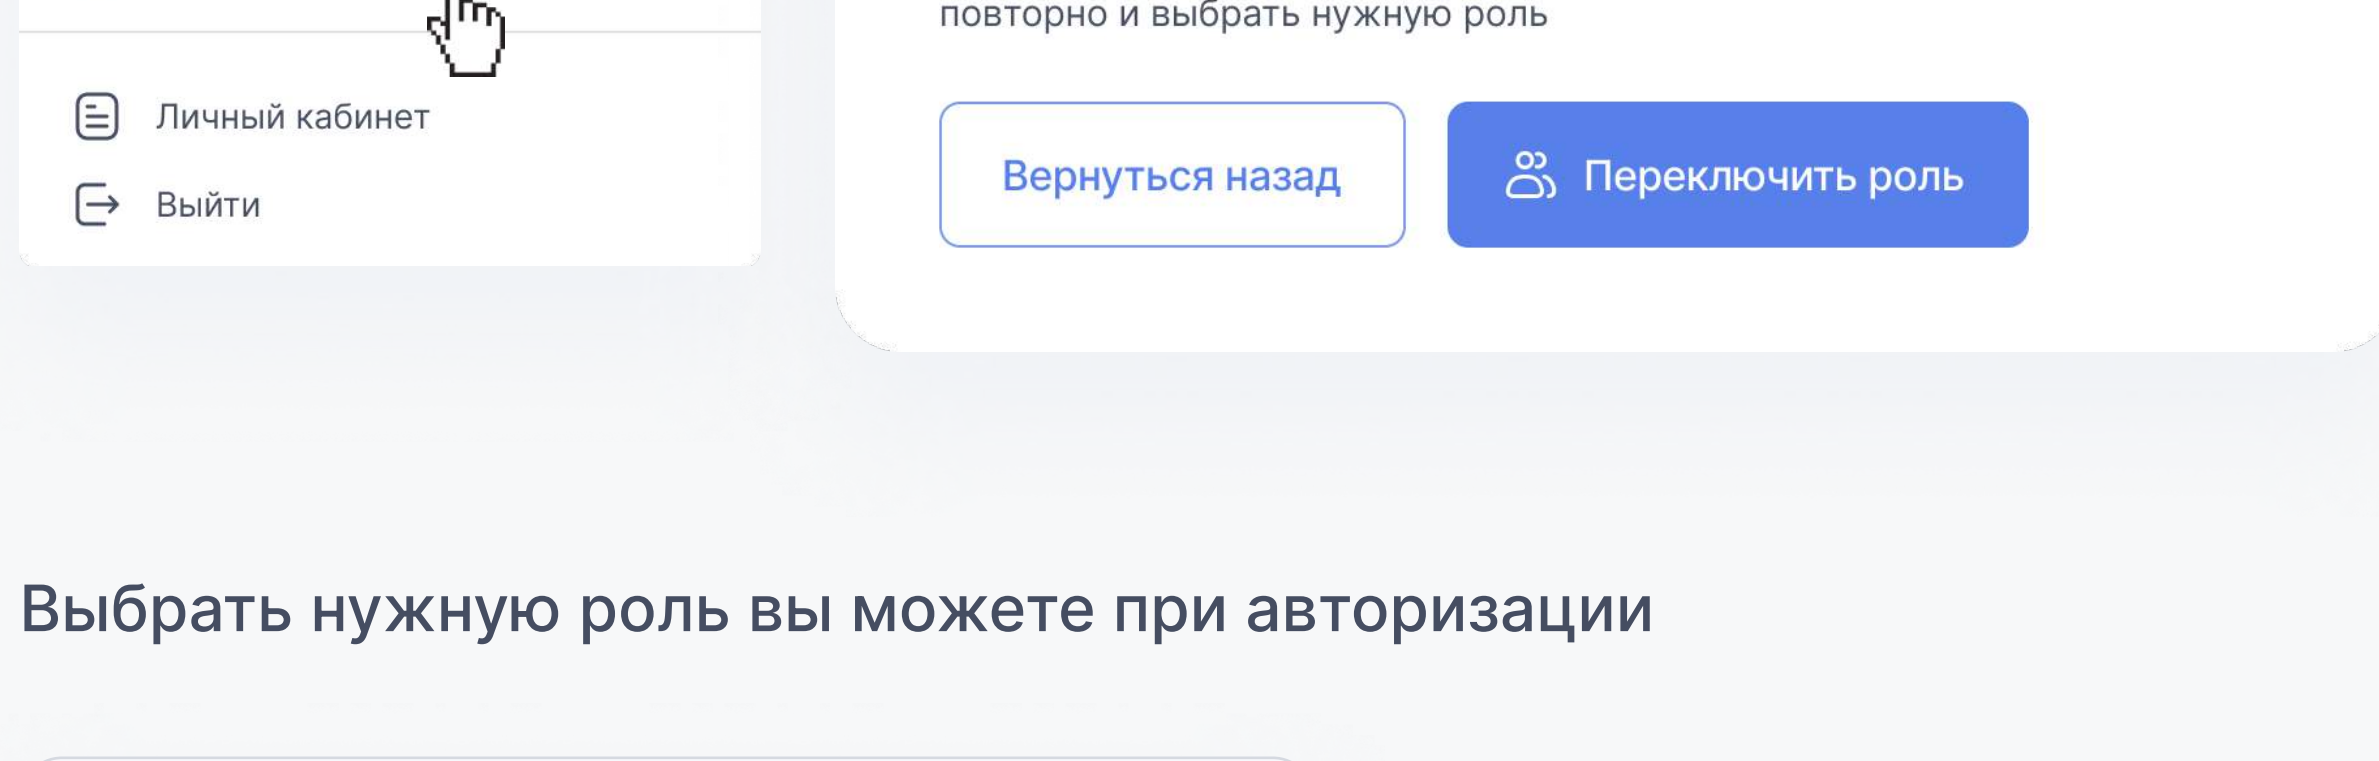 повторно и выбрать нужную роль
Личный кабинет
Выйти
Вернуться назад
Переключить роль
Выбрать нужную роль вы можете при авторизации